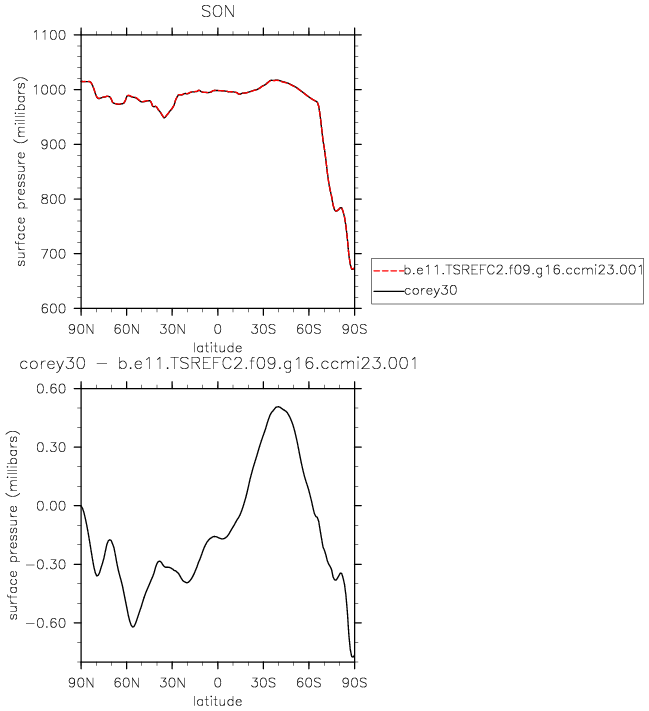 SON
1100
1000
900
800
700
600
surface pressure (millibars)
90N 60N 30N 0 30S 60S 90S
latitude
b.e11.TSREFC2.f09.g16.ccmi23.001
corey30
corey30 − b.e11.TSREFC2.f09.g16.ccmi23.001
0.60
0.30
0.00
−0.30
−0.60
surface pressure (millibars)
90N 60N 30N 0 30S 60S 90S
latitude